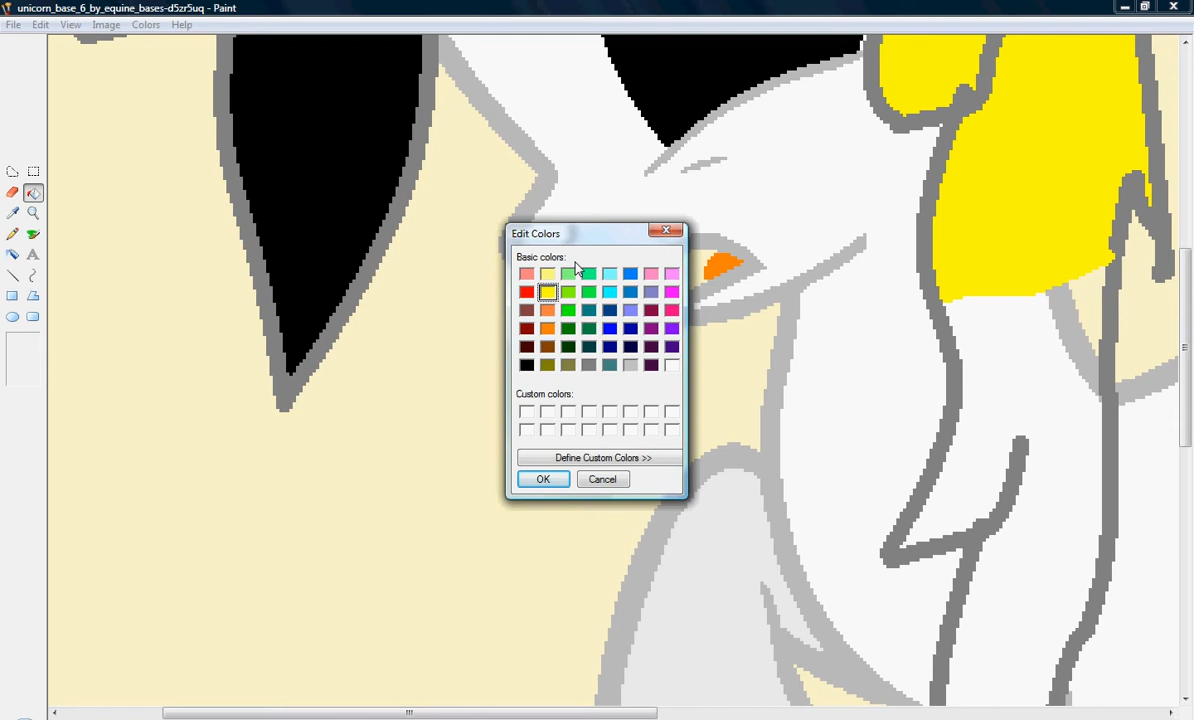 unicorn_base_6_by_equine_bases-d5zr5uq - Paint
File Edit View Image Colors Help
Edit Colors
Basic colors:
Custom colors:
Define Custom Colors >>
OK Cancel